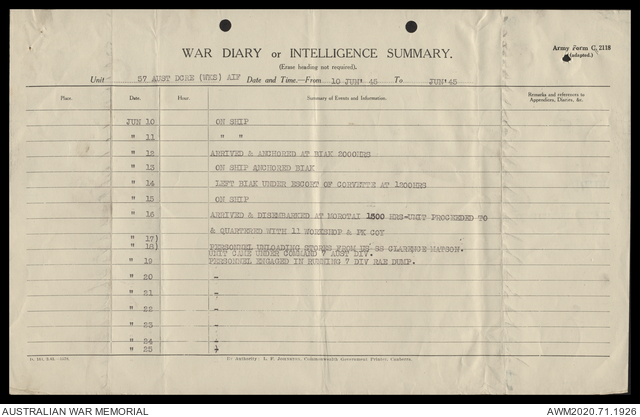 WAR DIARY or INTELLIGENCE SUMMARY.
(Erase heading not required).
Army Form C. 2118
(adapted.)
Unit 57 AUST DCRE (WKS) AIF Date and Time.—From 10 JUN' 45 To JUN'45
Place. Date. Hour. Summary of Events and Information. Remarks and references to Appendices, Diaries, &c.
JUN 10 ON SHIP
" 11 " "
" 12 ARRIVED & ANCHORED AT BIAK 2000HRS
" 13 ON SHIP ANCHORED BIAK
" 14 LEFT BIAK UNDER ESCORT OF CORVETTE AT 1200HRS
" 15 ON SHIP
" 16 ARRIVED & DISEMBARKED AT MOROTAI 1500 HRS-UNIT PROCEEDED TO
& QUARTERED WITH 11 WORKSHOP & PK COY
" 17)
" 18) PERSONNEL UNLOADING STORES FROM US SS CLARENCE MATSON.
UNIT CAME UNDER COMMAND 7 AUST DIV.
" 19 PERSONNEL ENGAGED IN RUNNING 7 DIV RAE DUMP.
" 20 -
" 21 -
" 22 -
" 23 -
" 24 -
" 25
By Authority: L. F. Johnston, Commonwealth Government Printer, Canberra.
AUSTRALIAN WAR MEMORIAL
AWM2020.71.1926